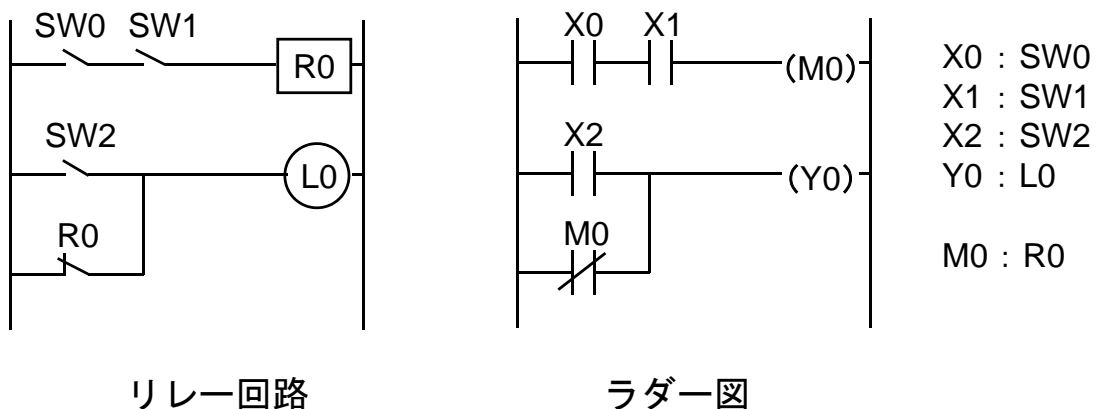 SW0 SW1
R0
SW2
L0
R0
リレー回路
X0 X1
(M0)
X2
(Y0)
M0
ラダー図
X0 : SW0
X1 : SW1
X2 : SW2
Y0 : L0
M0 : R0